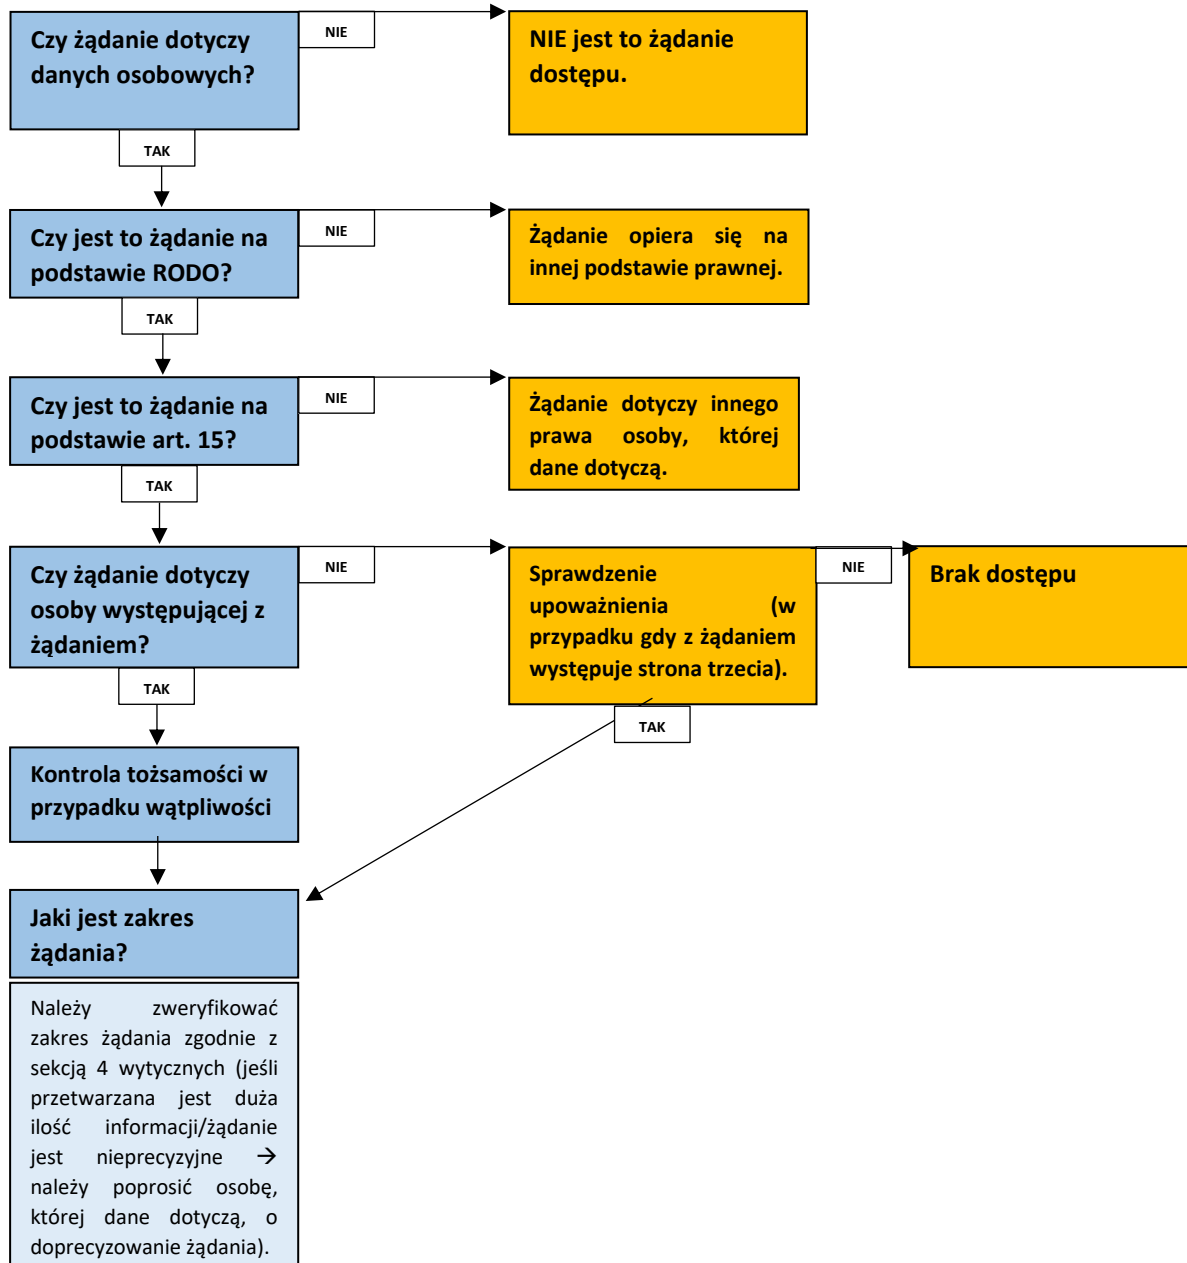 Czy żądanie dotyczy
danych osobowych?
NIE
NIE jest to żądanie
dostępu.
TAK
Czy jest to żądanie na
podstawie RODO?
NIE
Żądanie opiera się na
innej podstawie prawnej.
TAK
Czy jest to żądanie na
podstawie art. 15?
NIE
Żądanie dotyczy innego
prawa osoby, której
dane dotyczą.
TAK
Czy żądanie dotyczy
osoby występującej z
żądaniem?
NIE
Sprawdzenie
upoważnienia (w
przypadku gdy z żądaniem
występuje strona trzecia).
NIE
Brak dostępu
TAK
TAK
Kontrola tożsamości w
przypadku wątpliwości
Jaki jest zakres
żądania?
Należy zweryfikować
zakres żądania zgodnie z
sekcją 4 wytycznych (jeśli
przetwarzana jest duża
ilość informacji/żądanie
jest nieprecyzyjne →
należy poprosić osobę,
której dane dotyczą, o
doprecyzowanie żądania).